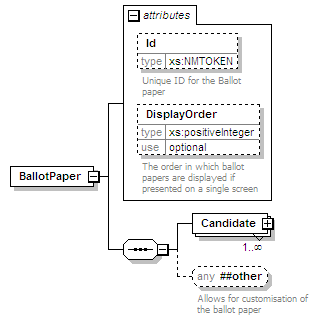 attributes
Id
type xs:NMTOKEN
Unique ID for the Ballot
paper
DisplayOrder
type xs:positiveInteger
use optional
The order in which ballot
papers are displayed if
presented on a single screen
BallotPaper
Candidate
1..∞
any ##other
Allows for customisation of
the ballot paper